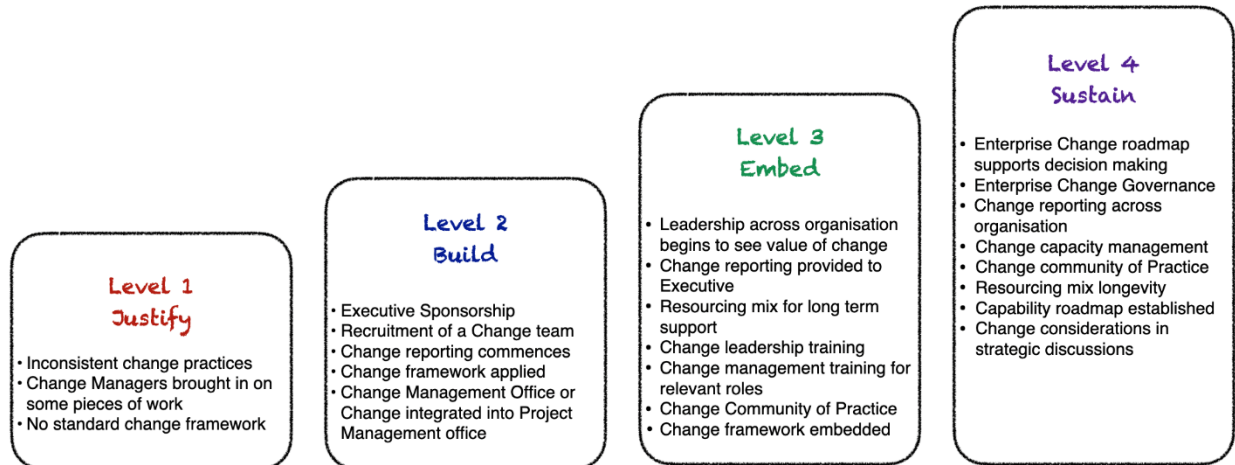 Level 1
Justify
• Inconsistent change practices
• Change Managers brought in on
some pieces of work
• No standard change framework
Level 2
Build
• Executive Sponsorship
• Recruitment of a Change team
• Change reporting commences
• Change framework applied
• Change Management Office or
Change integrated into Project
Management office
Level 3
Embed
• Leadership across organisation
begins to see value of change
• Change reporting provided to
Executive
• Resourcing mix for long term
support
• Change leadership training
• Change management training for
relevant roles
• Change Community of Practice
• Change framework embedded
Level 4
Sustain
• Enterprise Change roadmap
supports decision making
• Enterprise Change Governance
• Change reporting across
organisation
• Change capacity management
• Change community of Practice
• Resourcing mix longevity
• Capability roadmap established
• Change considerations in
strategic discussions